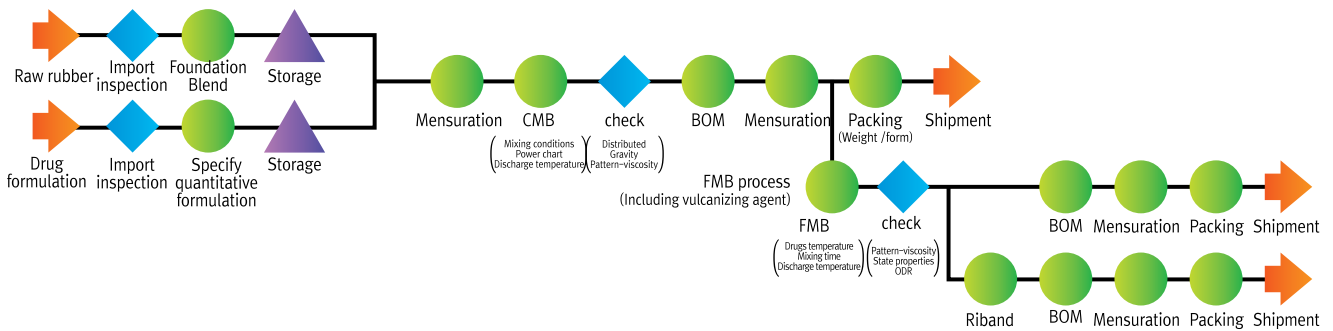 Raw rubber
Import
inspection
Foundation
Blend
Storage
Drug
formulation
Import
inspection
Specify
quantitative
formulation
Storage
Mensuration
CMB
(Mixing conditions
Power chart
Discharge temperature)
check
(Distributed
Gravity
Pattern-viscosity)
BOM
Mensuration
Packing
(Weight /form)
Shipment
FMB process
(Including vulcanizing agent)
FMB
(Drugs temperature
Mixing time
Discharge temperature)
check
(Pattern-viscosity
State properties
ODR)
BOM
Mensuration
Packing
Shipment
Riband
BOM
Mensuration
Packing
Shipment